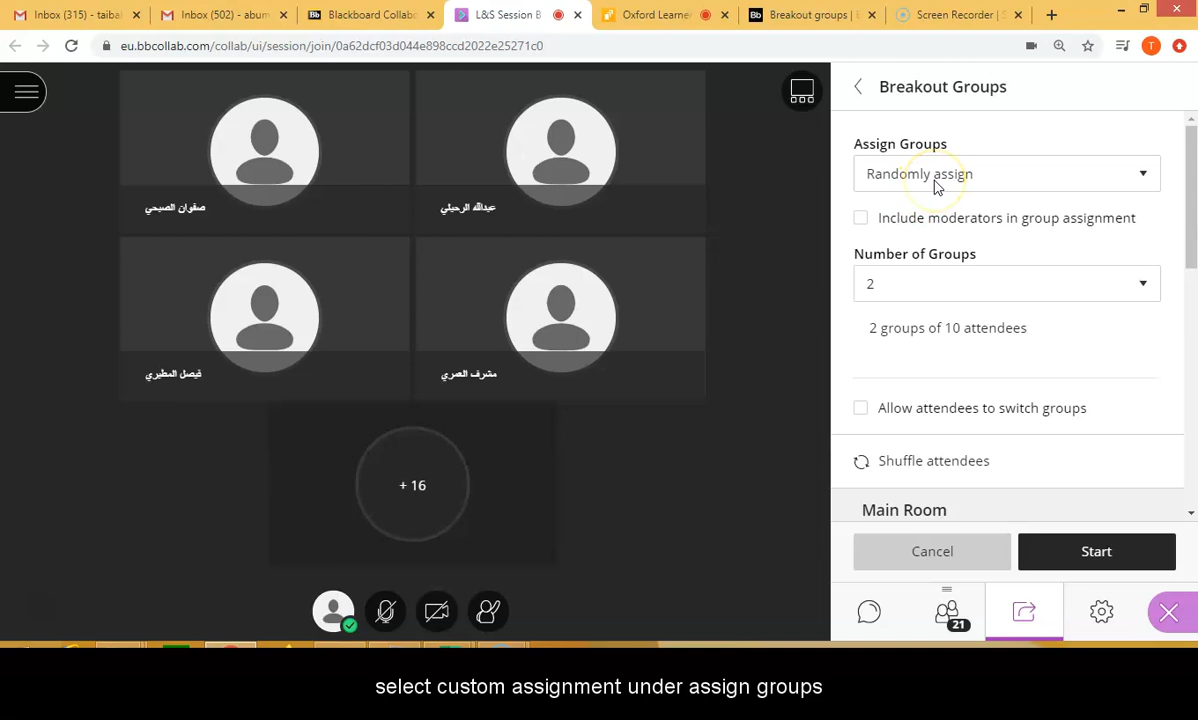 Inbox (315) - taibal
Inbox (502) - abum
Blackboard Collabo
L&S Session B
Oxford Learne
Breakout groups | B
Screen Recorder | S
eu.bbcollab.com/collab/ui/session/join/0a62dcf03d044e898ccd2022e25271c0
T
Breakout Groups
Assign Groups
Randomly assign
Include moderators in group assignment
Number of Groups
2
2 groups of 10 attendees
Allow attendees to switch groups
Shuffle attendees
Main Room
Cancel
Start
21
صفوان الصبحي
عبدالله الرحيلي
فيصل المطيري
مشرف العمري
+ 16
select custom assignment under assign groups